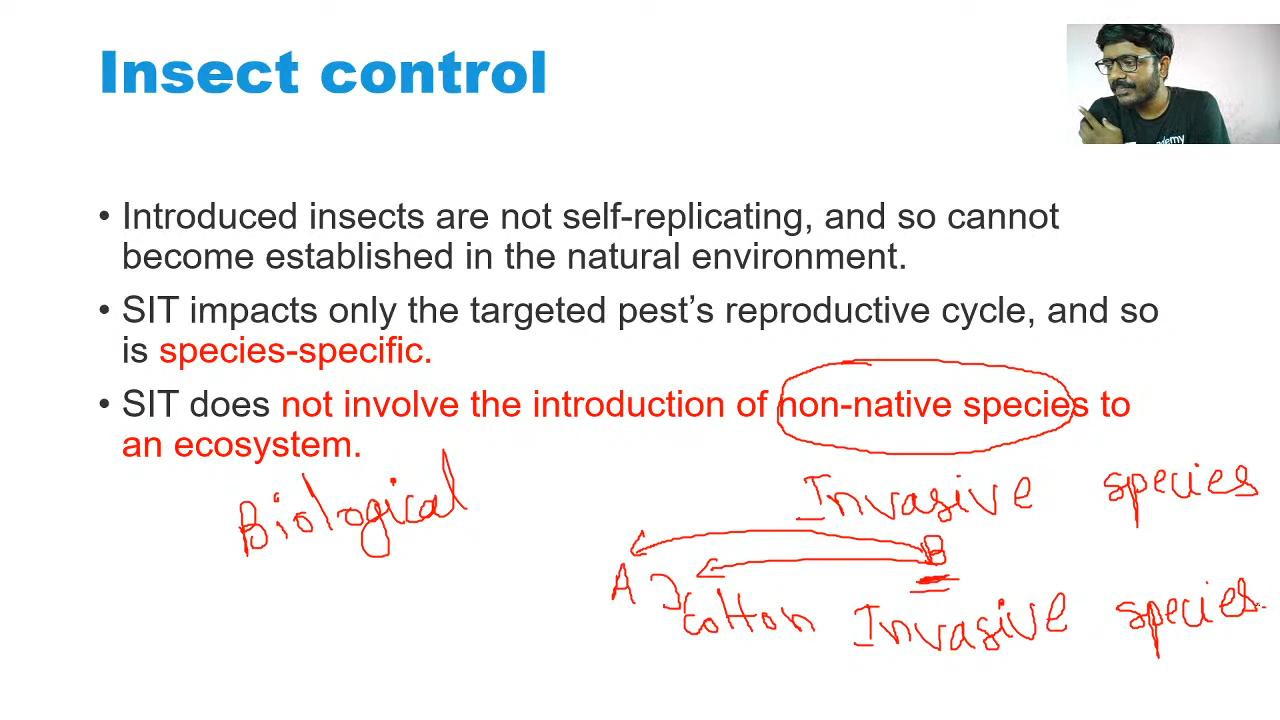 Insect control
• Introduced insects are not self-replicating, and so cannot
become established in the natural environment.
• SIT impacts only the targeted pest's reproductive cycle, and so
is species-specific.
• SIT does not involve the introduction of non-native species to
an ecosystem.
Biological
Invasive species
B
A
cotton Invasive species